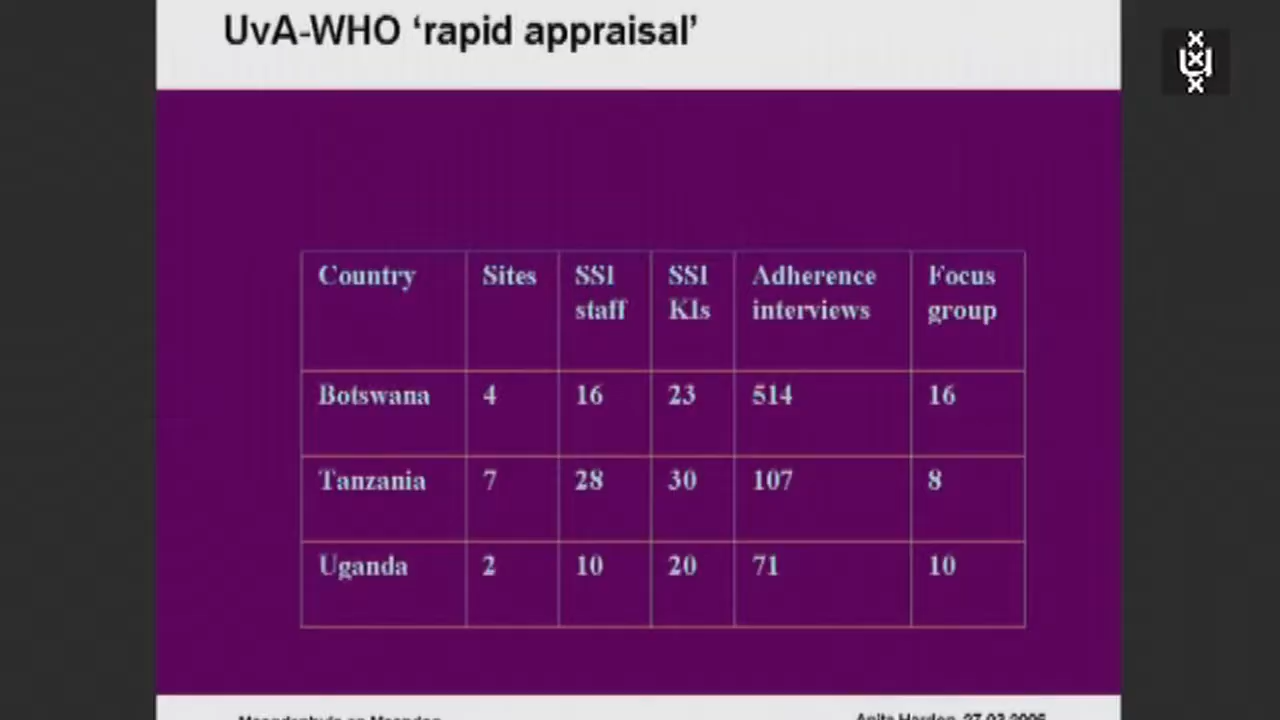 UvA-WHO ‘rapid appraisal’
Country Sites SSI staff SSI KIs Adherence interviews Focus group
Botswana 4 16 23 514 16
Tanzania 7 28 30 107 8
Uganda 2 10 20 71 10